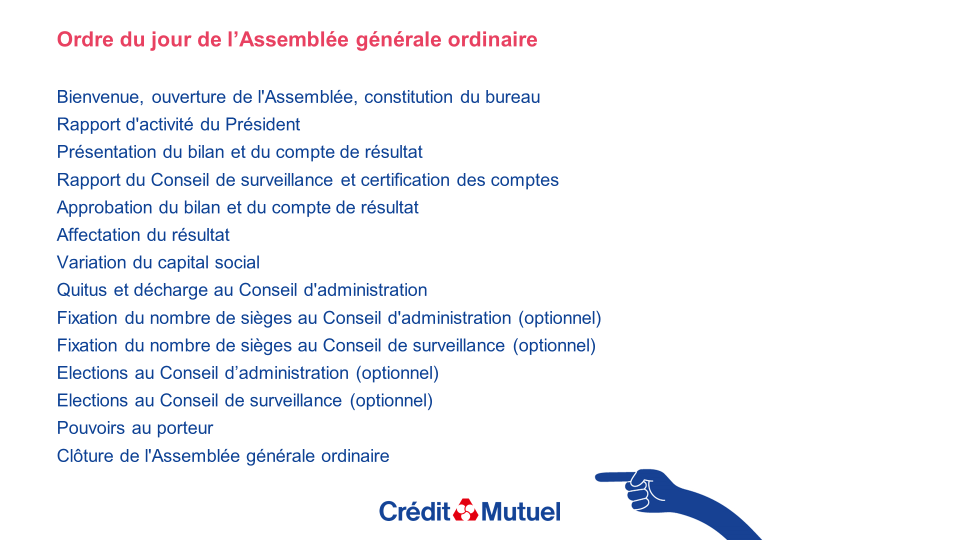 Ordre du jour de l’Assemblée générale ordinaire
Bienvenue, ouverture de l'Assemblée, constitution du bureau
Rapport d'activité du Président
Présentation du bilan et du compte de résultat
Rapport du Conseil de surveillance et certification des comptes
Approbation du bilan et du compte de résultat
Affectation du résultat
Variation du capital social
Quitus et décharge au Conseil d'administration
Fixation du nombre de sièges au Conseil d'administration (optionnel)
Fixation du nombre de sièges au Conseil de surveillance (optionnel)
Elections au Conseil d’administration (optionnel)
Elections au Conseil de surveillance (optionnel)
Pouvoirs au porteur
Clôture de l'Assemblée générale ordinaire
Crédit Mutuel